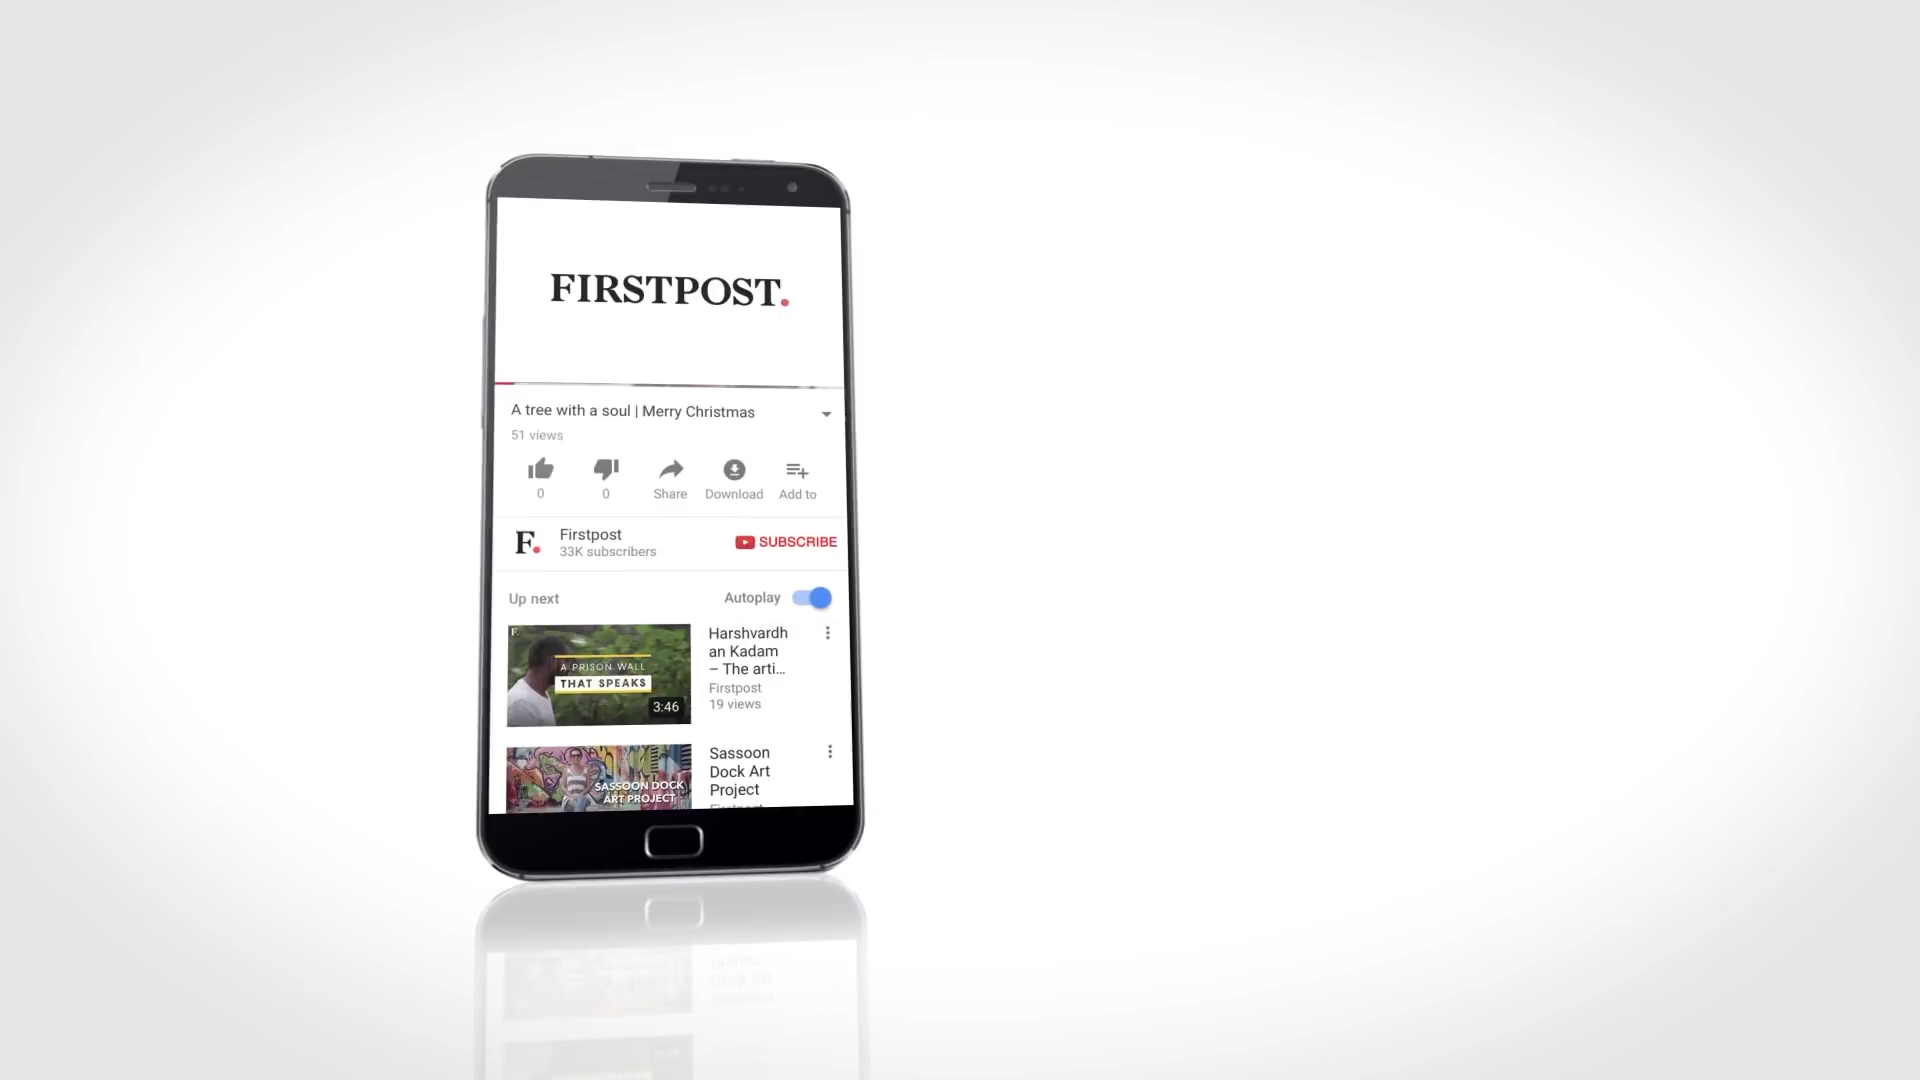 FIRSTPOST.
A tree with a soul | Merry Christmas
51 views
0
0
Share
Download
Add to
F.
Firstpost
33K subscribers
SUBSCRIBE
Up next
Autoplay
F.
A PRISON WALL
THAT SPEAKS
3:46
Harshvardh
an Kadam
– The arti...
Firstpost
19 views
SASSOON DOCK
ART PROJECT
Sassoon
Dock Art
Project